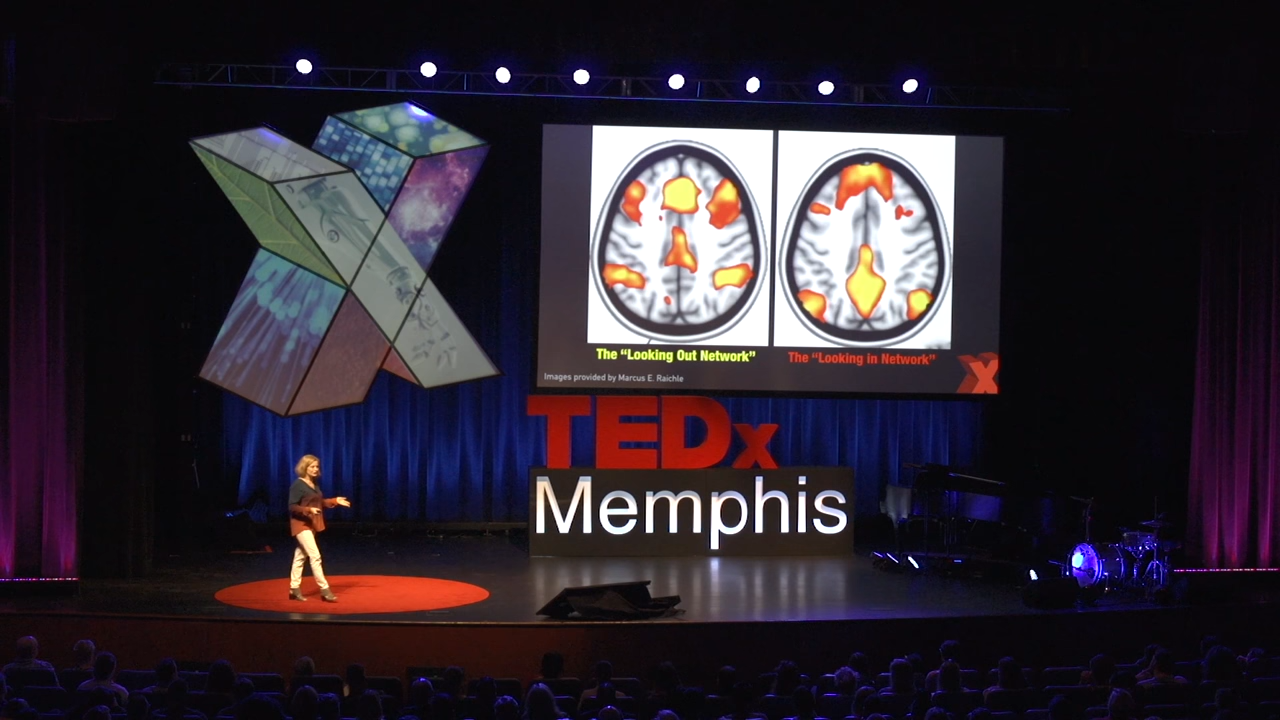 The “Looking Out Network”
The “Looking in Network”
Images provided by Marcus E. Raichle
X
TEDx
Memphis